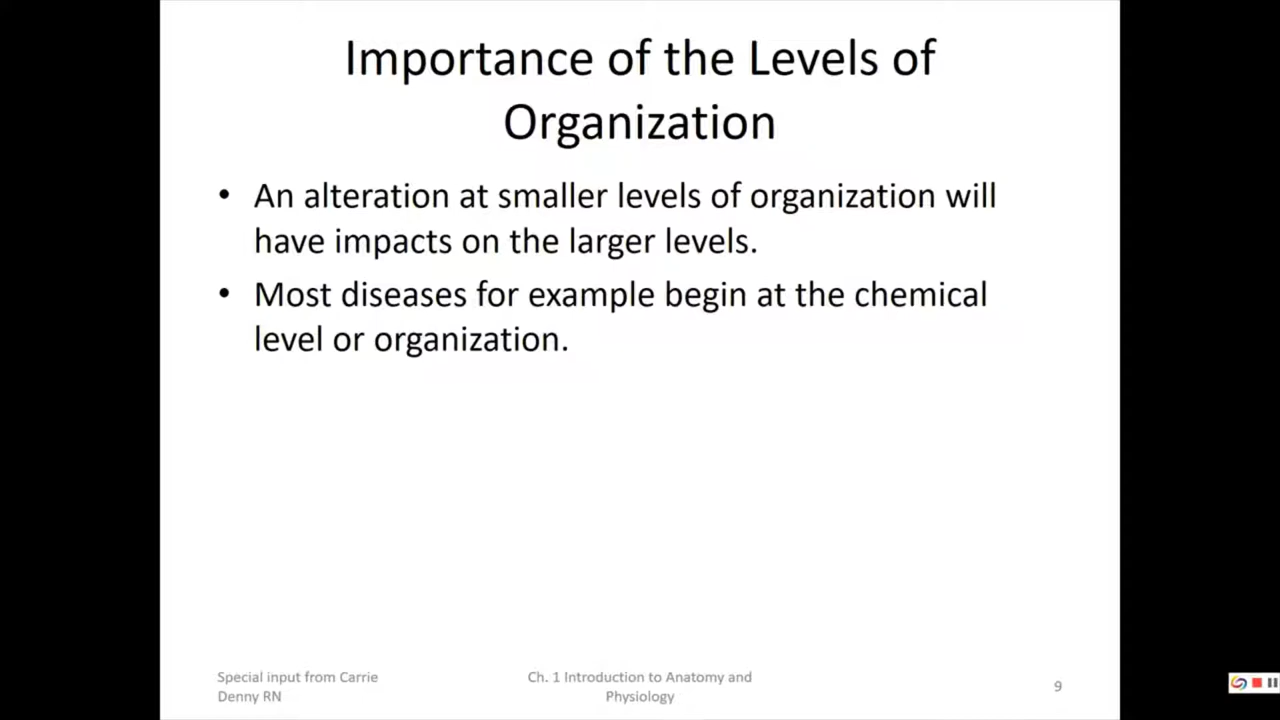 Importance of the Levels of
Organization
• An alteration at smaller levels of organization will
have impacts on the larger levels.
• Most diseases for example begin at the chemical
level or organization.
Special input from Carrie
Denny RN
Ch. 1 Introduction to Anatomy and
Physiology
9